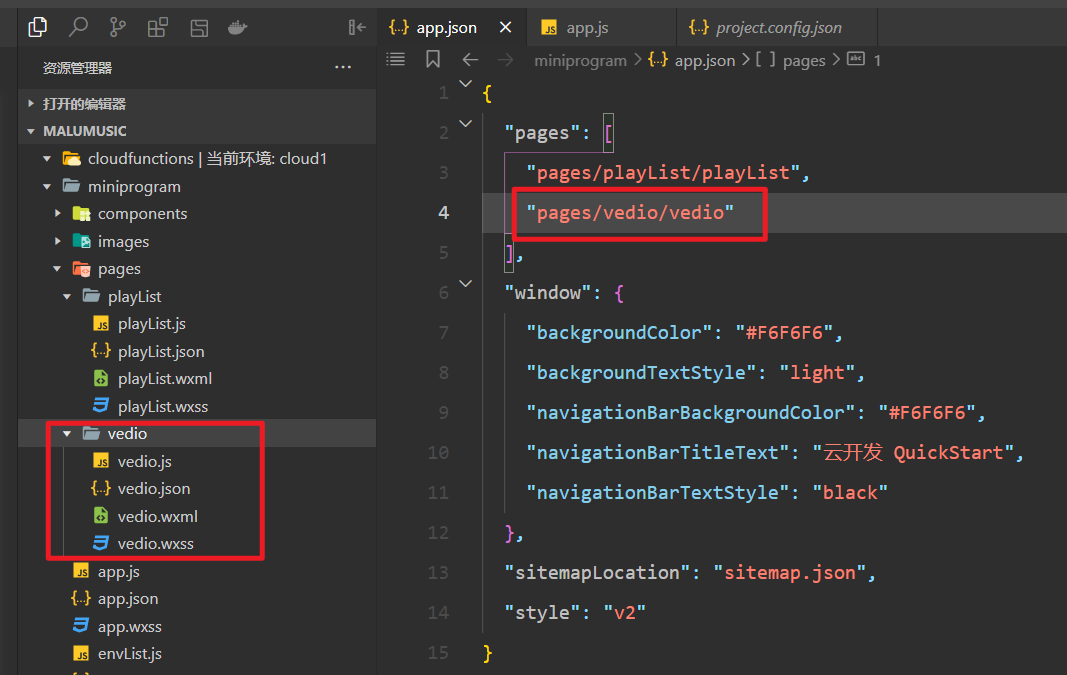 app.json
app.js
project.config.json
资源管理器
miniprogram > app.json > [ ] pages > abc 1
打开的编辑器
MALUMUSIC
cloudfunctions | 当前环境: cloud1
miniprogram
components
images
pages
playList
playList.js
playList.json
playList.wxml
playList.wxss
vedio
vedio.js
vedio.json
vedio.wxml
vedio.wxss
app.js
app.json
app.wxss
envList.js
1 {
2 "pages": [
3 "pages/playList/playList",
4 "pages/vedio/vedio"
5 ],
6 "window": {
7 "backgroundColor": "#F6F6F6",
8 "backgroundTextStyle": "light",
9 "navigationBarBackgroundColor": "#F6F6F6",
10 "navigationBarTitleText": "云开发 QuickStart",
11 "navigationBarTextStyle": "black"
12 },
13 "sitemapLocation": "sitemap.json",
14 "style": "v2"
15 }